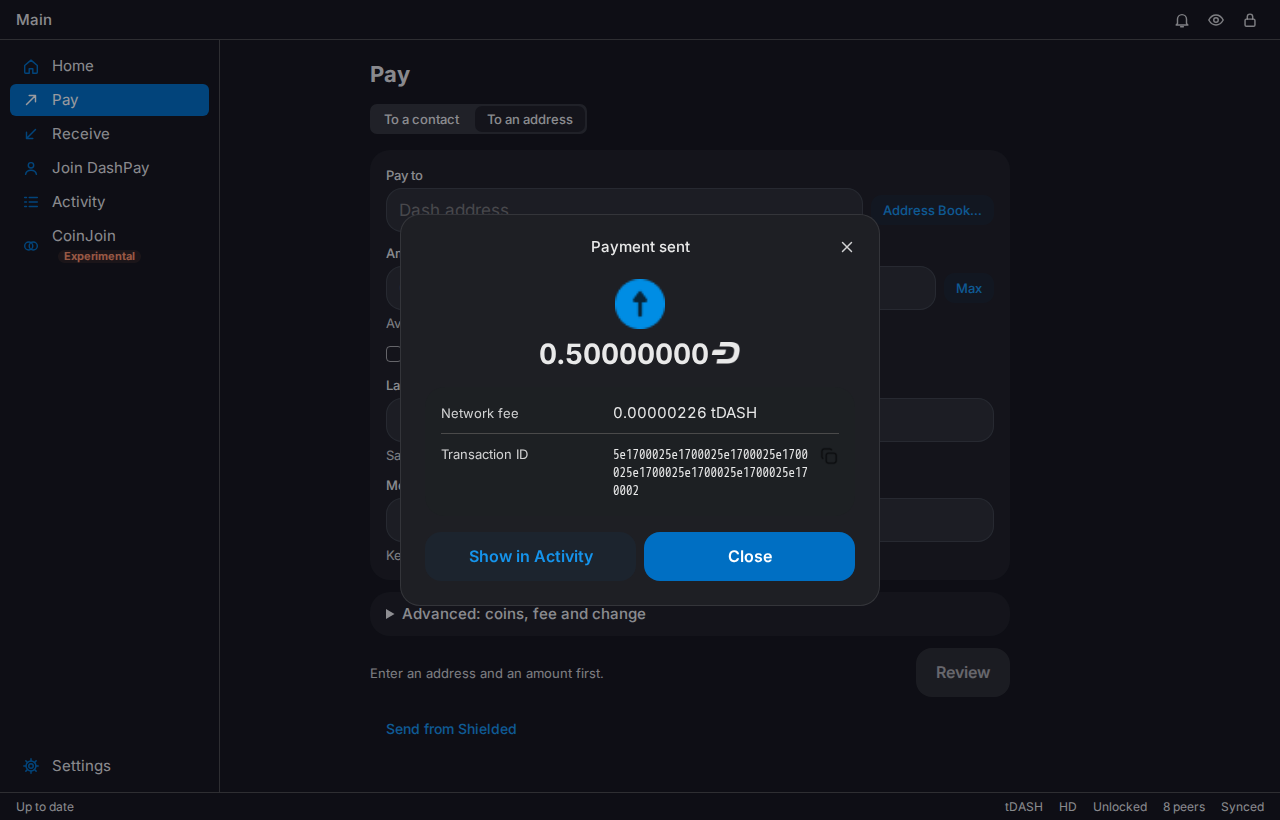 Main
Home
Pay
Receive
Join DashPay
Activity
CoinJoin
Experimental
Settings
Pay
To a contact
To an address
Pay to
Dash address
Address Book...
Max
Payment sent
0.50000000
Network fee
0.00000226 tDASH
Transaction ID
5e1700025e1700025e1700025e1700
025e1700025e1700025e1700025e17
0002
Show in Activity
Close
Advanced: coins, fee and change
Enter an address and an amount first.
Review
Send from Shielded
Up to date
tDASH
HD
Unlocked
8 peers
Synced